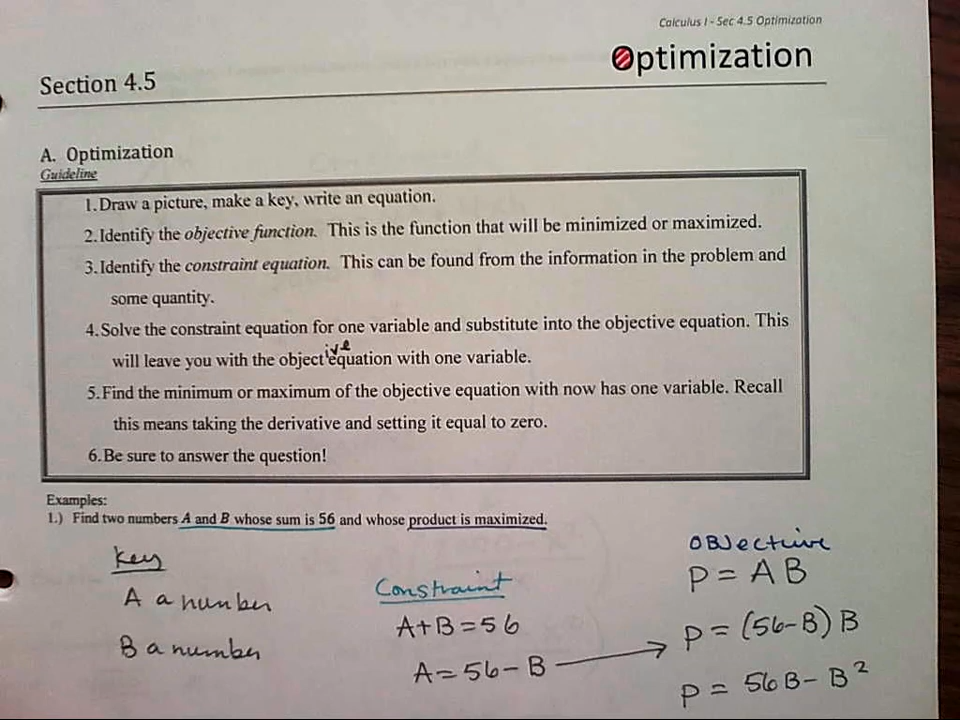 Calculus I - Sec 4.5 Optimization
Optimization
Section 4.5
A. Optimization
Guideline
1. Draw a picture, make a key, write an equation.
2. Identify the objective function. This is the function that will be minimized or maximized.
3. Identify the constraint equation. This can be found from the information in the problem and
some quantity.
4. Solve the constraint equation for one variable and substitute into the objective equation. This
will leave you with the objective equation with one variable.
5. Find the minimum or maximum of the objective equation with now has one variable. Recall
this means taking the derivative and setting it equal to zero.
6. Be sure to answer the question!
Examples:
1.) Find two numbers A and B whose sum is 56 and whose product is maximized.
Key
A a number
B a number
Constraint
A+B=56
A=56-B
OBJective
P=AB
P=(56-B)B
P=56B-B²